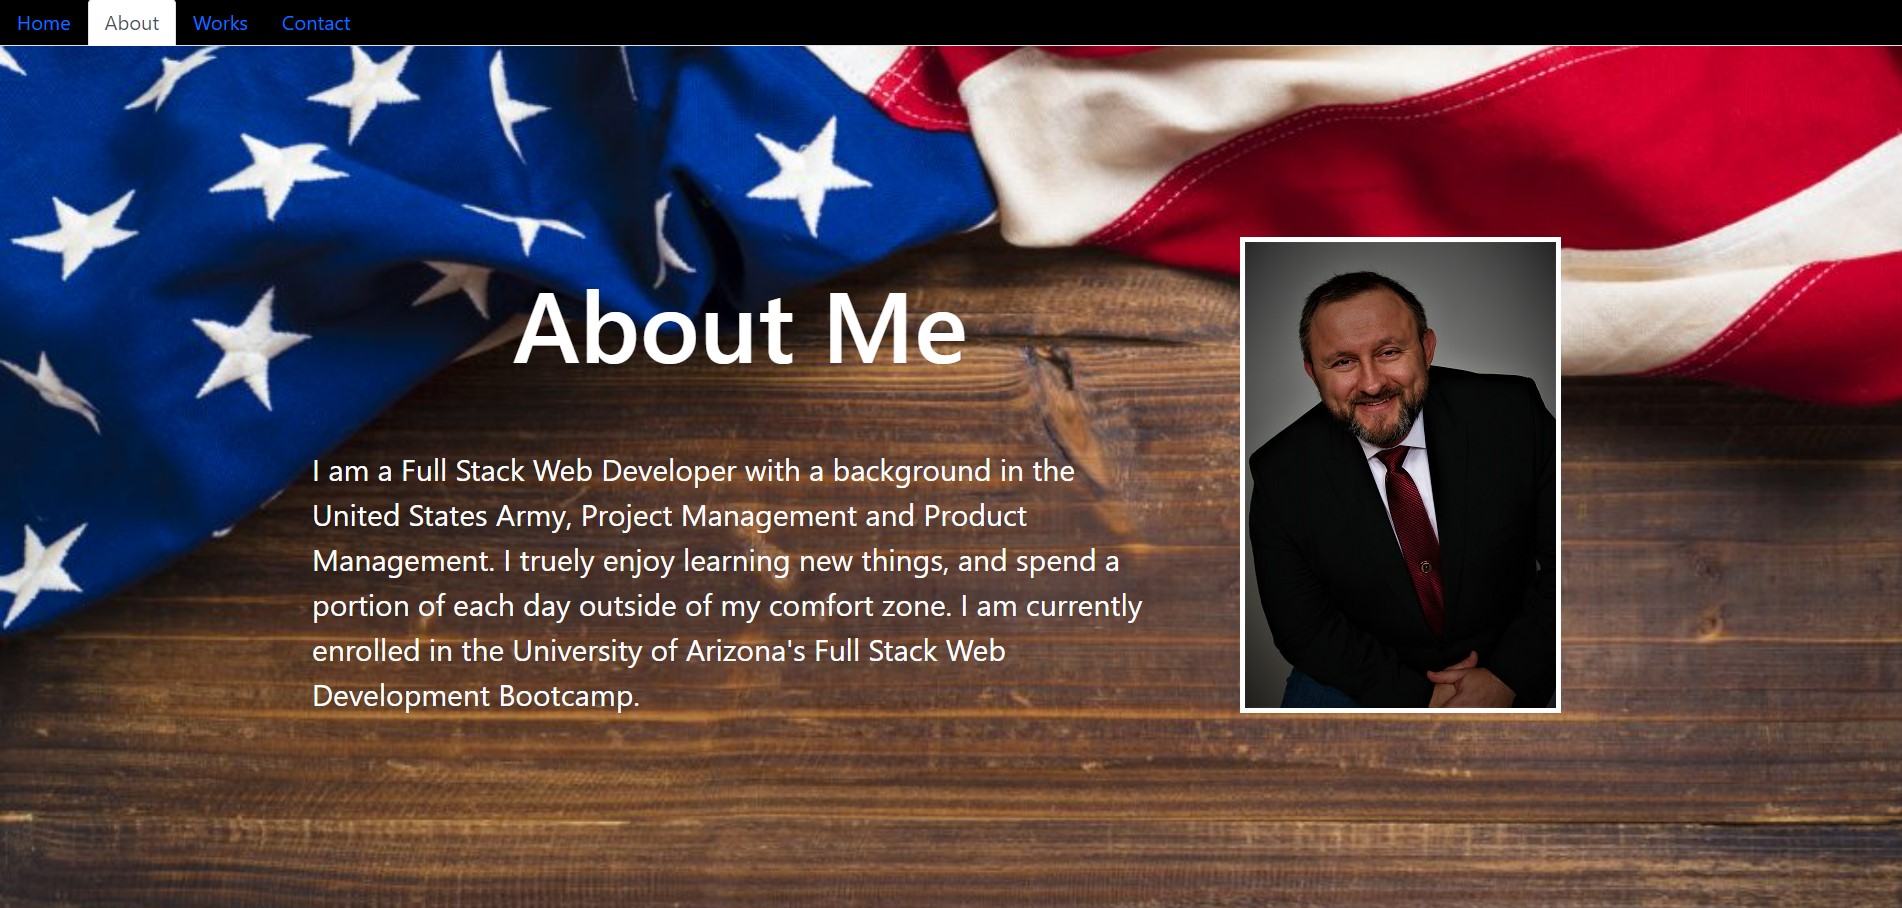 Home About Works Contact
About Me
I am a Full Stack Web Developer with a background in the
United States Army, Project Management and Product
Management. I truely enjoy learning new things, and spend a
portion of each day outside of my comfort zone. I am currently
enrolled in the University of Arizona's Full Stack Web
Development Bootcamp.